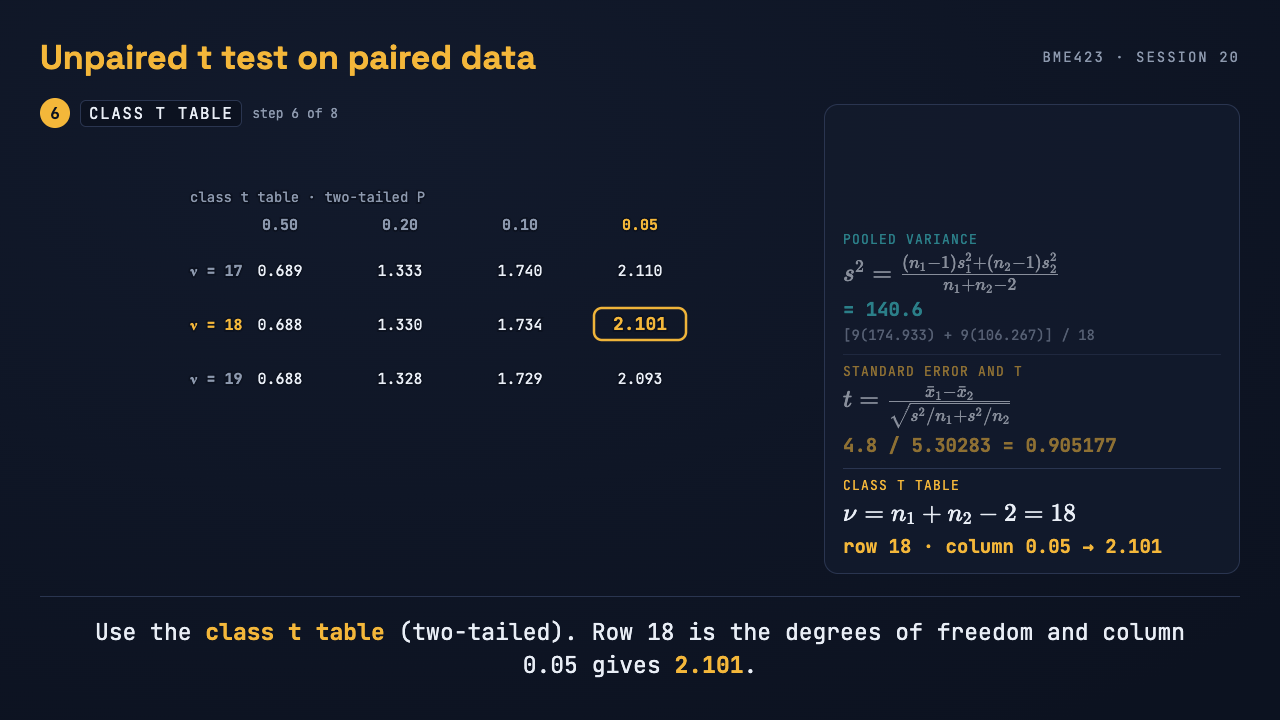 Unpaired t test on paired data
BME423 · SESSION 20
6 CLASS T TABLE step 6 of 8
class t table · two-tailed P
0.50 0.20 0.10 0.05
ν = 17 0.689 1.333 1.740 2.110
ν = 18 0.688 1.330 1.734 2.101
ν = 19 0.688 1.328 1.729 2.093
POOLED VARIANCE
s² = (n₁−1)s₁²+(n₂−1)s₂² / n₁+n₂−2
= 140.6
[9(174.933) + 9(106.267)] / 18
STANDARD ERROR AND T
t = x̄₁−x̄₂ / √s²/n₁+s²/n₂
4.8 / 5.30283 = 0.905177
CLASS T TABLE
ν = n₁ + n₂ − 2 = 18
row 18 · column 0.05 → 2.101
Use the class t table (two-tailed). Row 18 is the degrees of freedom and column
0.05 gives 2.101.